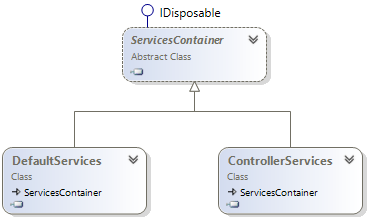 IDisposable
ServicesContainer
Abstract Class
DefaultServices
Class
ServicesContainer
ControllerServices
Class
ServicesContainer